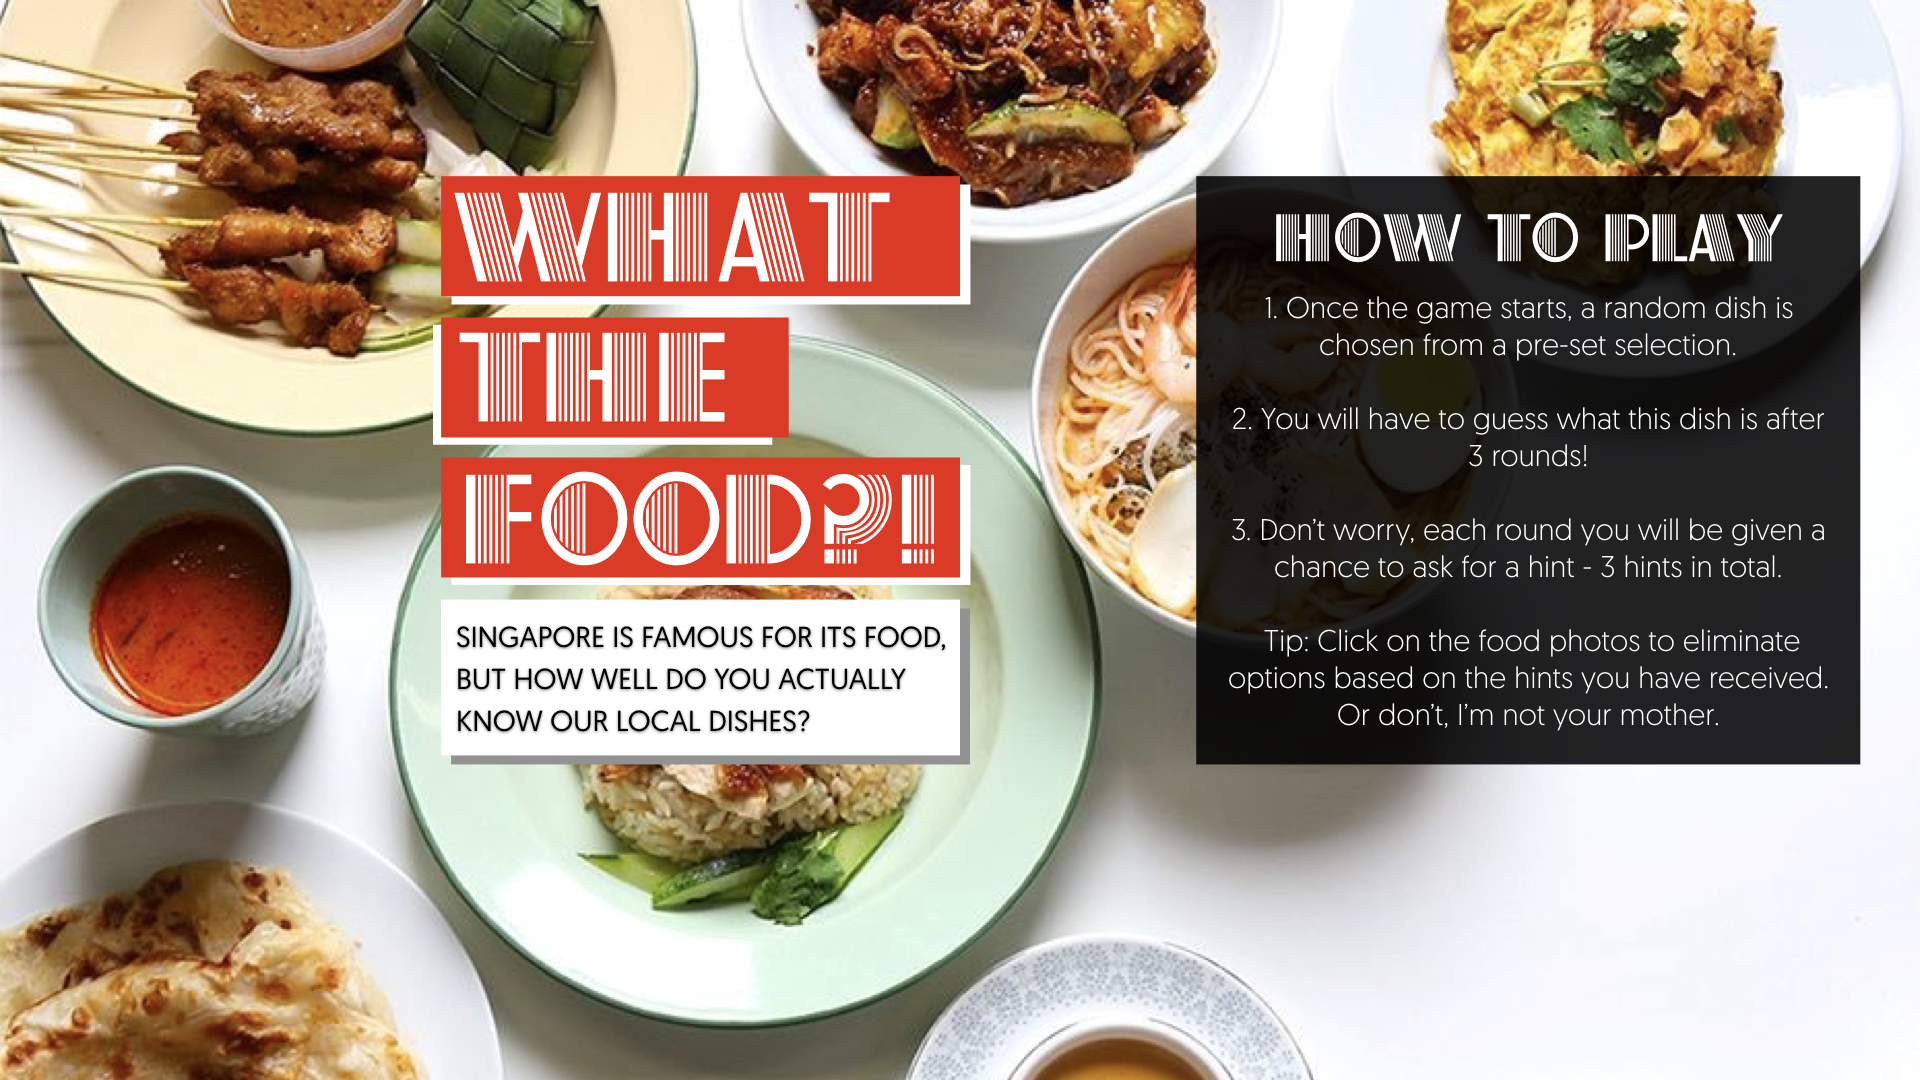 WHAT
THE
FOOD?!
SINGAPORE IS FAMOUS FOR ITS FOOD,
BUT HOW WELL DO YOU ACTUALLY
KNOW OUR LOCAL DISHES?
HOW TO PLAY
1. Once the game starts, a random dish is
chosen from a pre-set selection.
2. You will have to guess what this dish is after
3 rounds!
3. Don't worry, each round you will be given a
chance to ask for a hint - 3 hints in total.
Tip: Click on the food photos to eliminate
options based on the hints you have received.
Or don't, I'm not your mother.